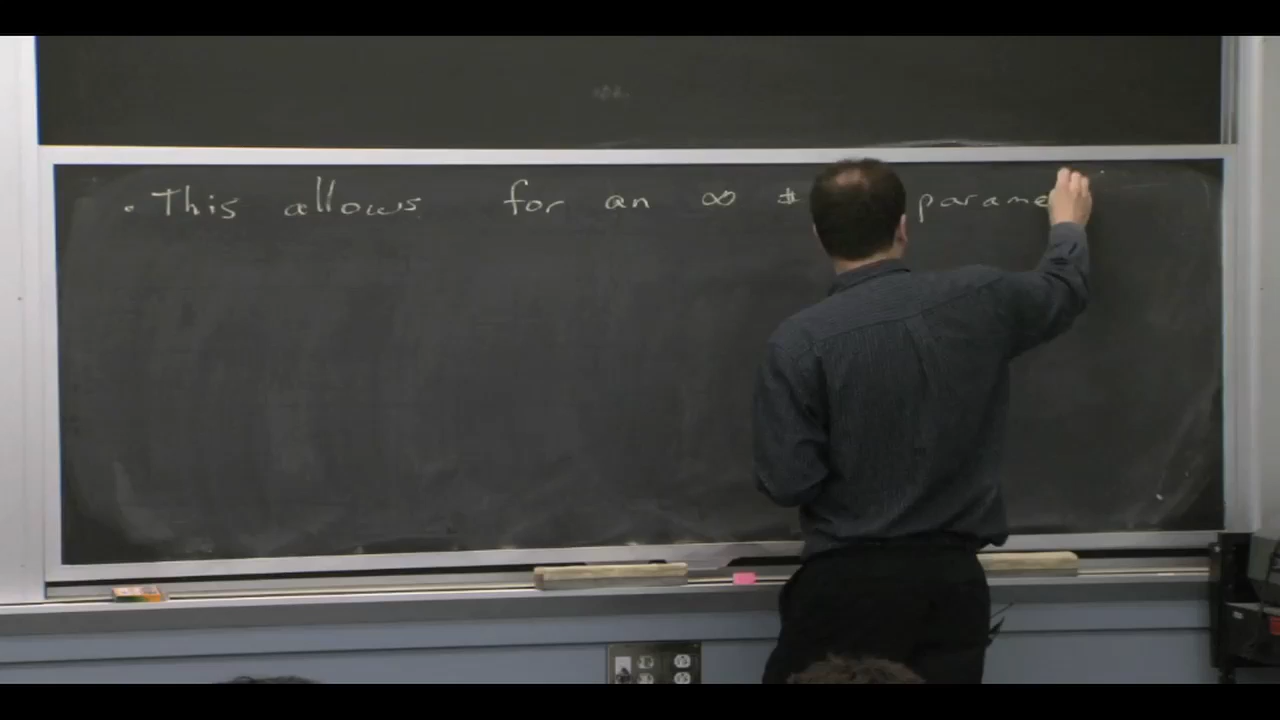 • This allows for an ∞ # parame